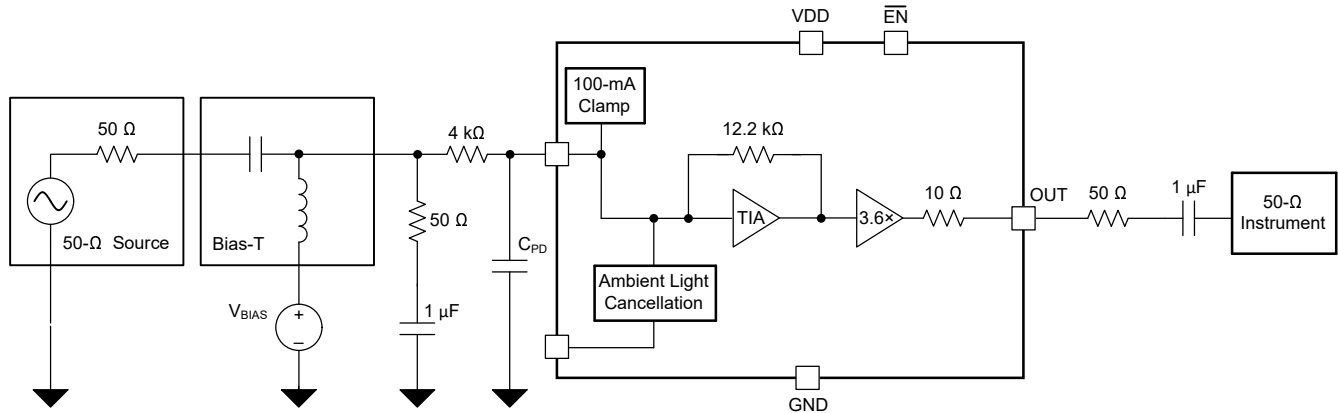 VDD
EN
100-mA
Clamp
50 Ω
4 kΩ
12.2 kΩ
50-Ω Source
Bias-T
50 Ω
CPD
TIA
3.6×
10 Ω
OUT
50 Ω
1 µF
50-Ω
Instrument
Ambient Light
Cancellation
VBIAS
+
–
1 µF
GND